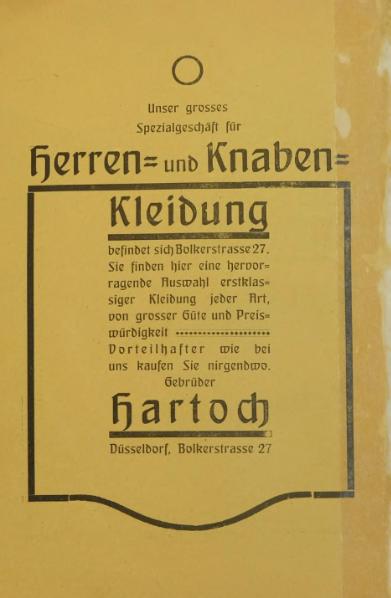 Unser grosses
Spezialgeschäft für
Herren= und Knaben=
Kleidung
befindet sich Bolkerstrasse 27.
Sie finden hier eine hervor=
ragende Auswahl erstklas=
siger Kleidung jeder Art,
von grosser Güte und Preis=
würdigkeit
Vorteilhafter wie bei
uns kaufen Sie nirgendwo.
Gebrüder
Hartoch
Düsseldorf, Bolkerstrasse 27